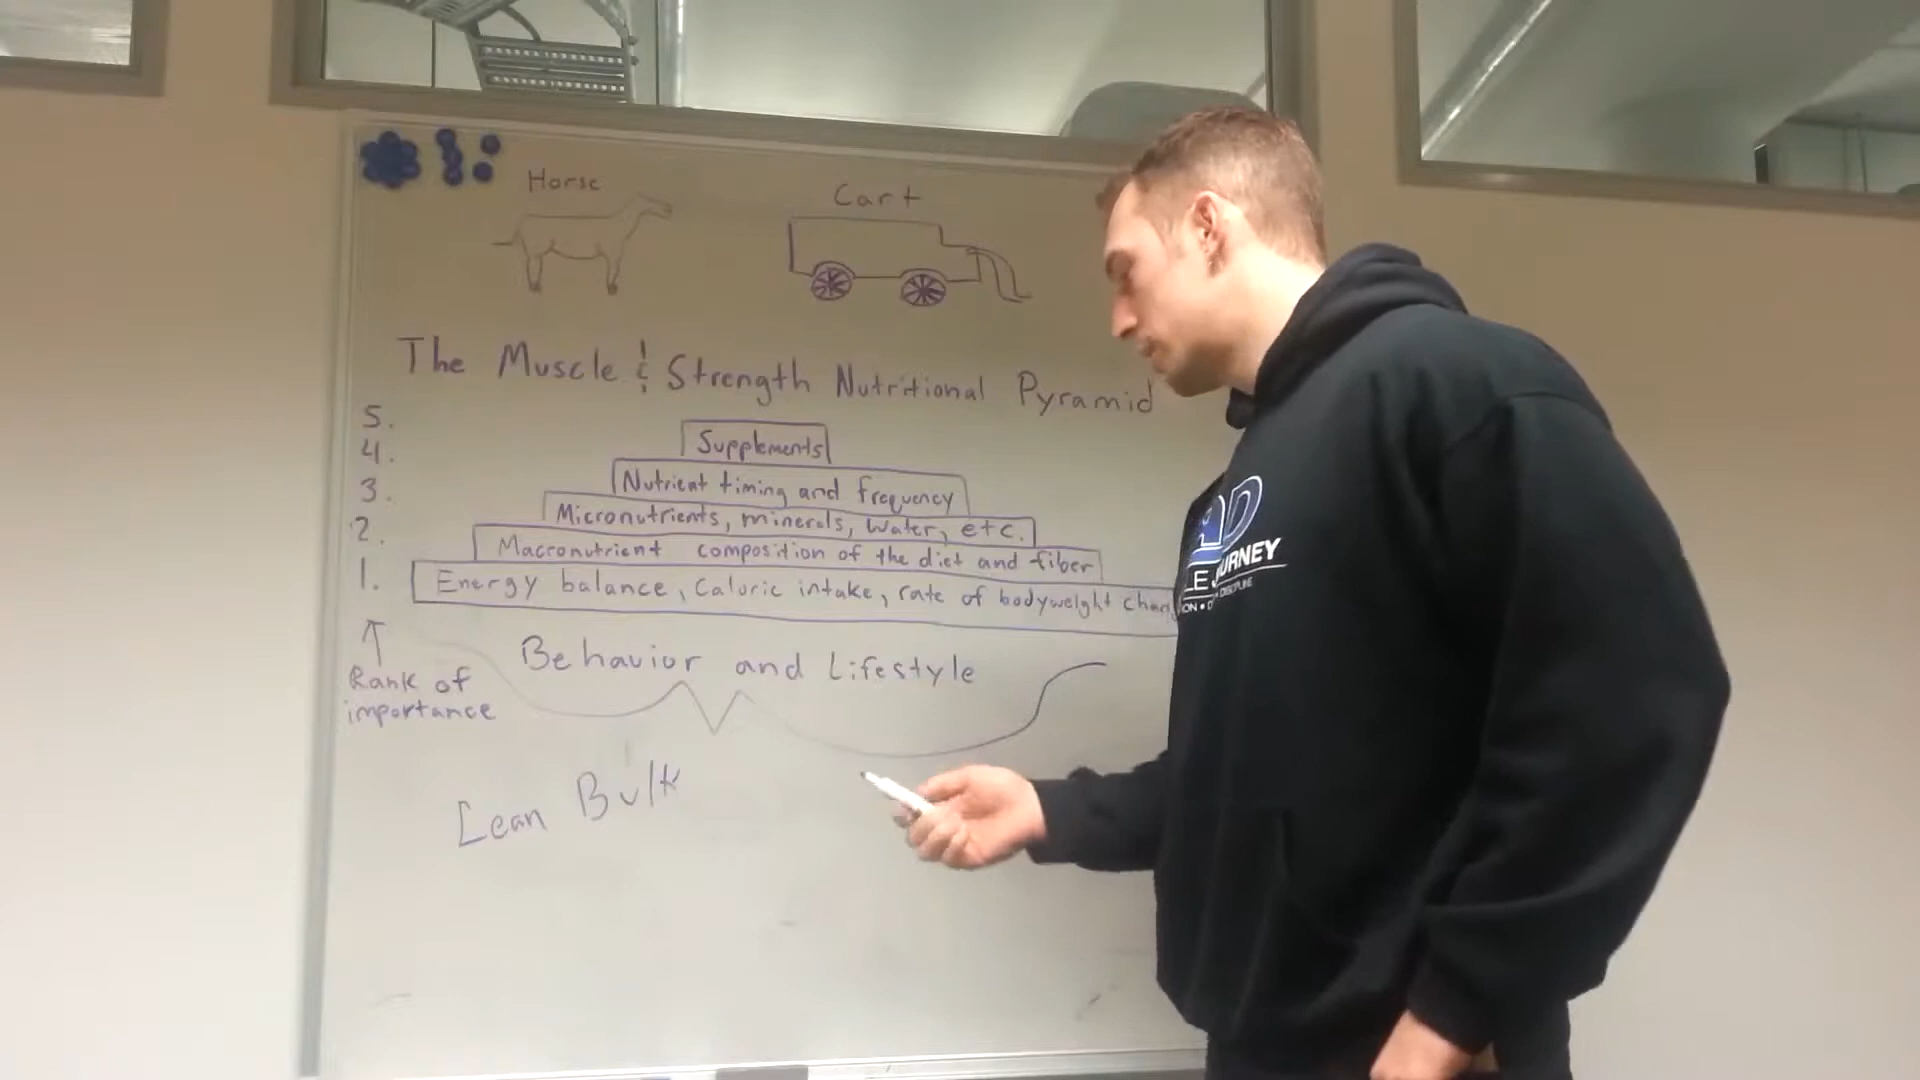 Horse
Cart
The Muscle & Strength Nutritional Pyramid
5.
Supplements
4.
Nutrient timing and frequency
3.
Micronutrients, minerals, water, etc.
2.
Macronutrient composition of the diet and fiber
1.
Energy balance, Caloric intake, rate of bodyweight chan
Behavior and Lifestyle
Rank of
importance
Lean Bulk